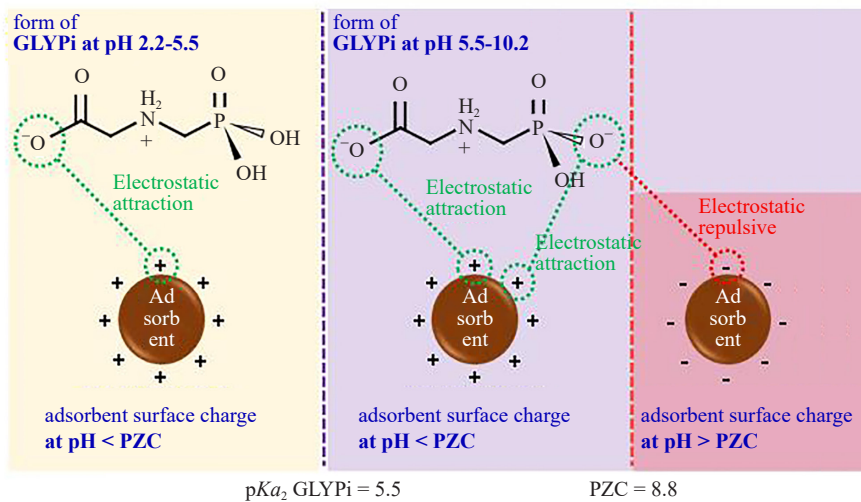 form of
GLYPi at pH 2.2-5.5
O
H2
N
+
O
P
OH
OH
−O
Electrostatic
attraction
+
+
+
+
+
+
+
+
Ad
sorb
ent
adsorbent surface charge
at pH < PZC
form of
GLYPi at pH 5.5-10.2
O
H2
N
+
O
P
O−
OH
−O
Electrostatic
attraction
Electrostatic
attraction
+
+
+
+
+
+
+
+
Ad
sorb
ent
adsorbent surface charge
at pH < PZC
Electrostatic
repulsive
-
-
-
-
-
-
-
-
Ad
sorb
ent
adsorbent surface charge
at pH > PZC
pKa2 GLYPi = 5.5
PZC = 8.8